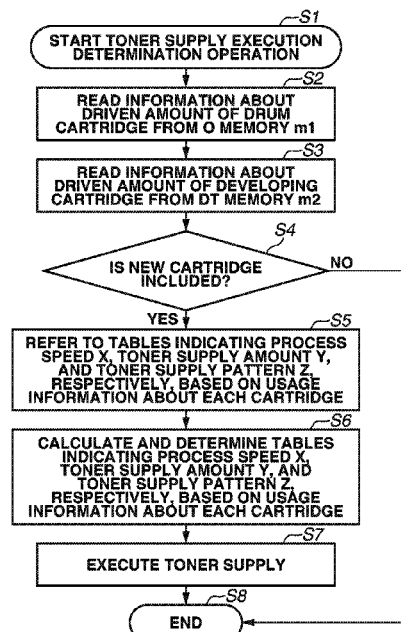 S1
START TONER SUPPLY EXECUTION
DETERMINATION OPERATION
S2
READ INFORMATION ABOUT
DRIVEN AMOUNT OF DRUM
CARTRIDGE FROM O MEMORY m1
S3
READ INFORMATION ABOUT
DRIVEN AMOUNT OF DEVELOPING
CARTRIDGE FROM DT MEMORY m2
S4
IS NEW CARTRIDGE
INCLUDED?
NO
YES
S5
REFER TO TABLES INDICATING PROCESS
SPEED X, TONER SUPPLY AMOUNT Y,
AND TONER SUPPLY PATTERN Z,
RESPECTIVELY, BASED ON USAGE
INFORMATION ABOUT EACH CARTRIDGE
S6
CALCULATE AND DETERMINE TABLES
INDICATING PROCESS SPEED X,
TONER SUPPLY AMOUNT Y, AND
TONER SUPPLY PATTERN Z,
RESPECTIVELY, BASED ON USAGE
INFORMATION ABOUT EACH CARTRIDGE
S7
EXECUTE TONER SUPPLY
S8
END